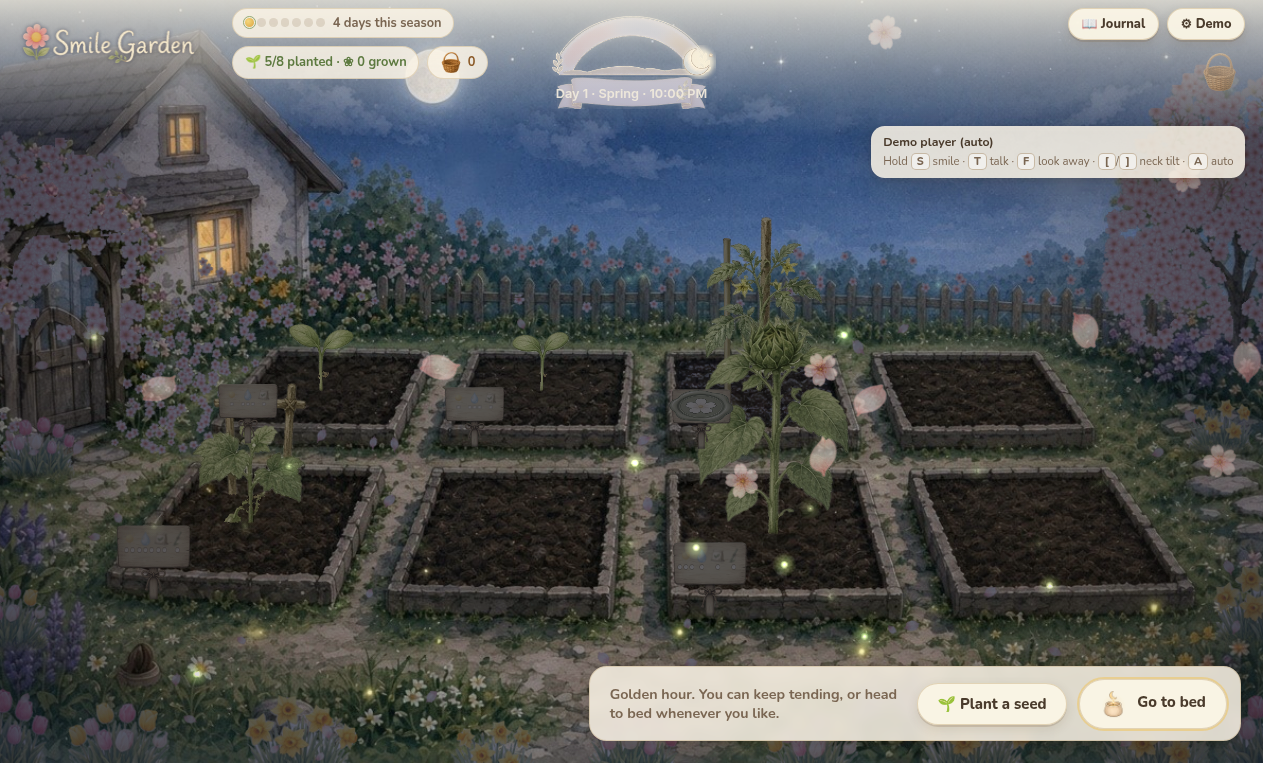 Smile Garden
4 days this season
5/8 planted · 0 grown
0
Day 1 · Spring · 10:00 PM
Journal
Demo
Demo player (auto)
Hold S smile · T talk · F look away · [ / ] neck tilt · A auto
Golden hour. You can keep tending, or head
to bed whenever you like.
Plant a seed
Go to bed